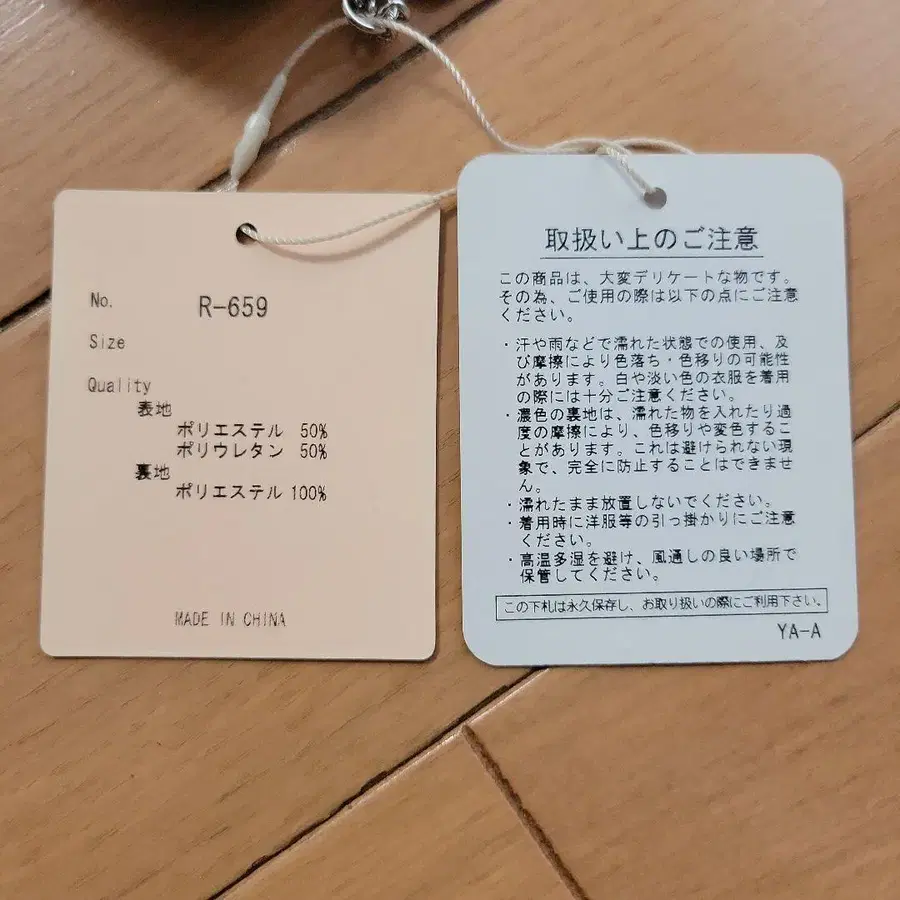 No. R-659
Size
Quality
表地
ポリエステル 50%
ポリウレタン 50%
裏地
ポリエステル 100%
MADE IN CHINA
取扱い上のご注意
この商品は、大変デリケートな物です。
その為、ご使用の際は以下の点にご注意
ください。
・汗や雨などで濡れた状態での使用、及
び摩擦により色落ち・色移りの可能性
があります。白や淡い色の衣服を着用
の際には十分ご注意ください。
・濃色の裏地は、濡れた物を入れたり過
度の摩擦により、色移りや変色するこ
とがあります。これは避けられない現
象で、完全に防止することはできませ
ん。
・濡れたまま放置しないでください。
・着用時に洋服等の引っ掛かりにご注意
ください。
・高温多湿を避け、風通しの良い場所で
保管してください。
この下札は永久保存し、お取り扱いの際にご利用下さい。
YA-A